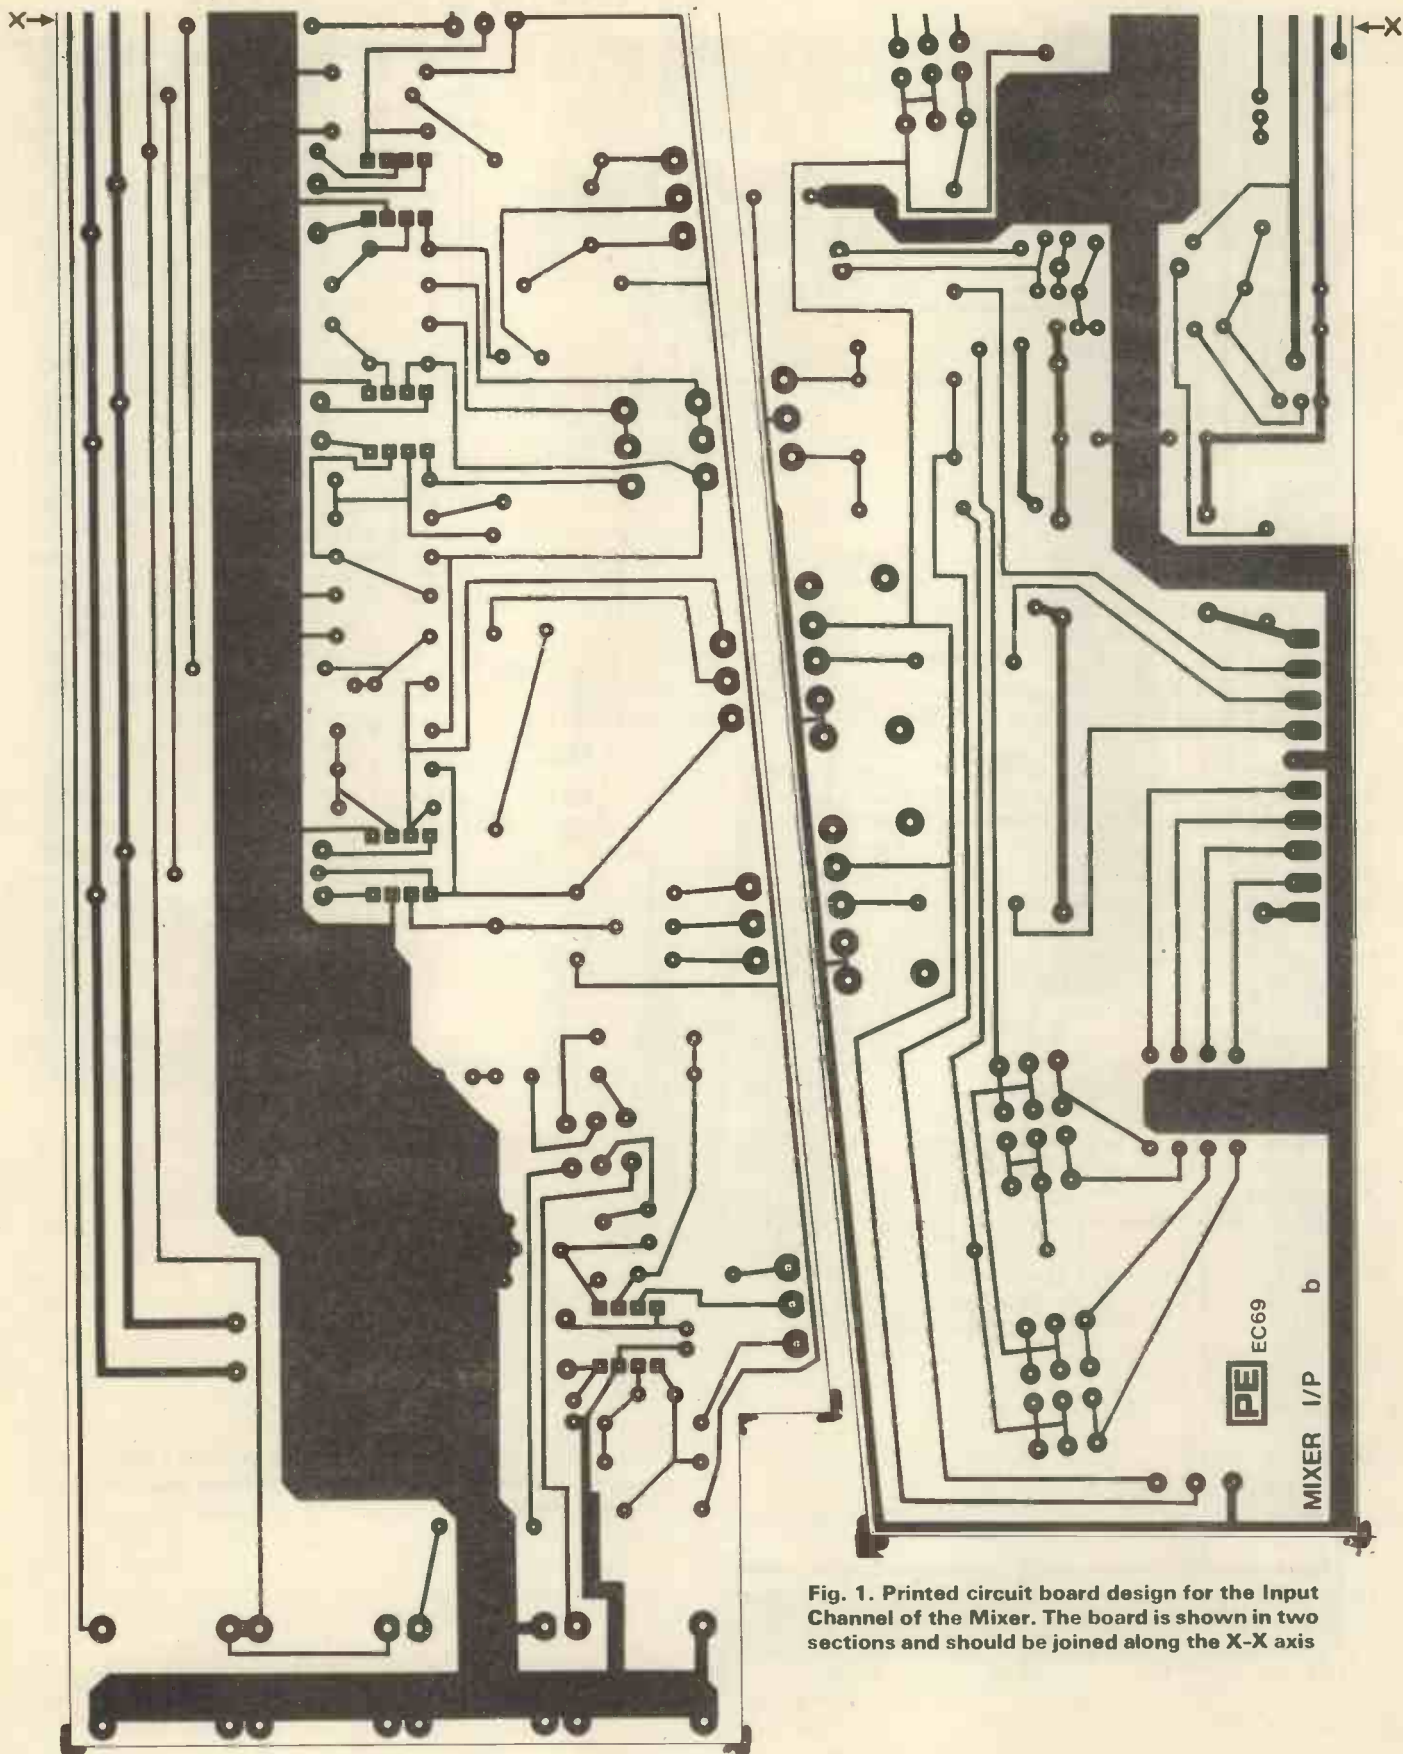 X
X
PE EC69
MIXER I/P b
Fig. 1. Printed circuit board design for the Input
Channel of the Mixer. The board is shown in two
sections and should be joined along the X-X axis